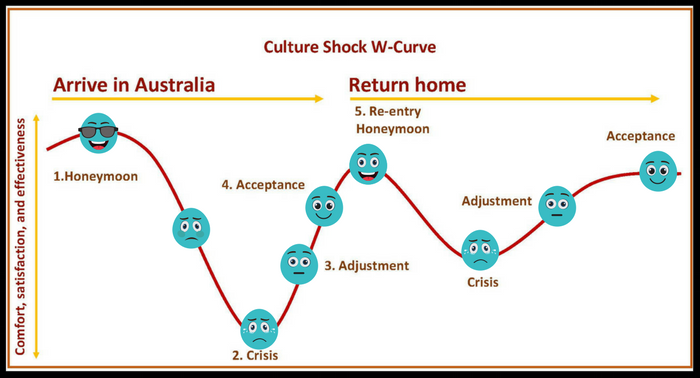 Culture Shock W-Curve
Arrive in Australia
Return home
Comfort, satisfaction, and effectiveness
1.Honeymoon
2. Crisis
3. Adjustment
4. Acceptance
5. Re-entry
Honeymoon
Crisis
Adjustment
Acceptance